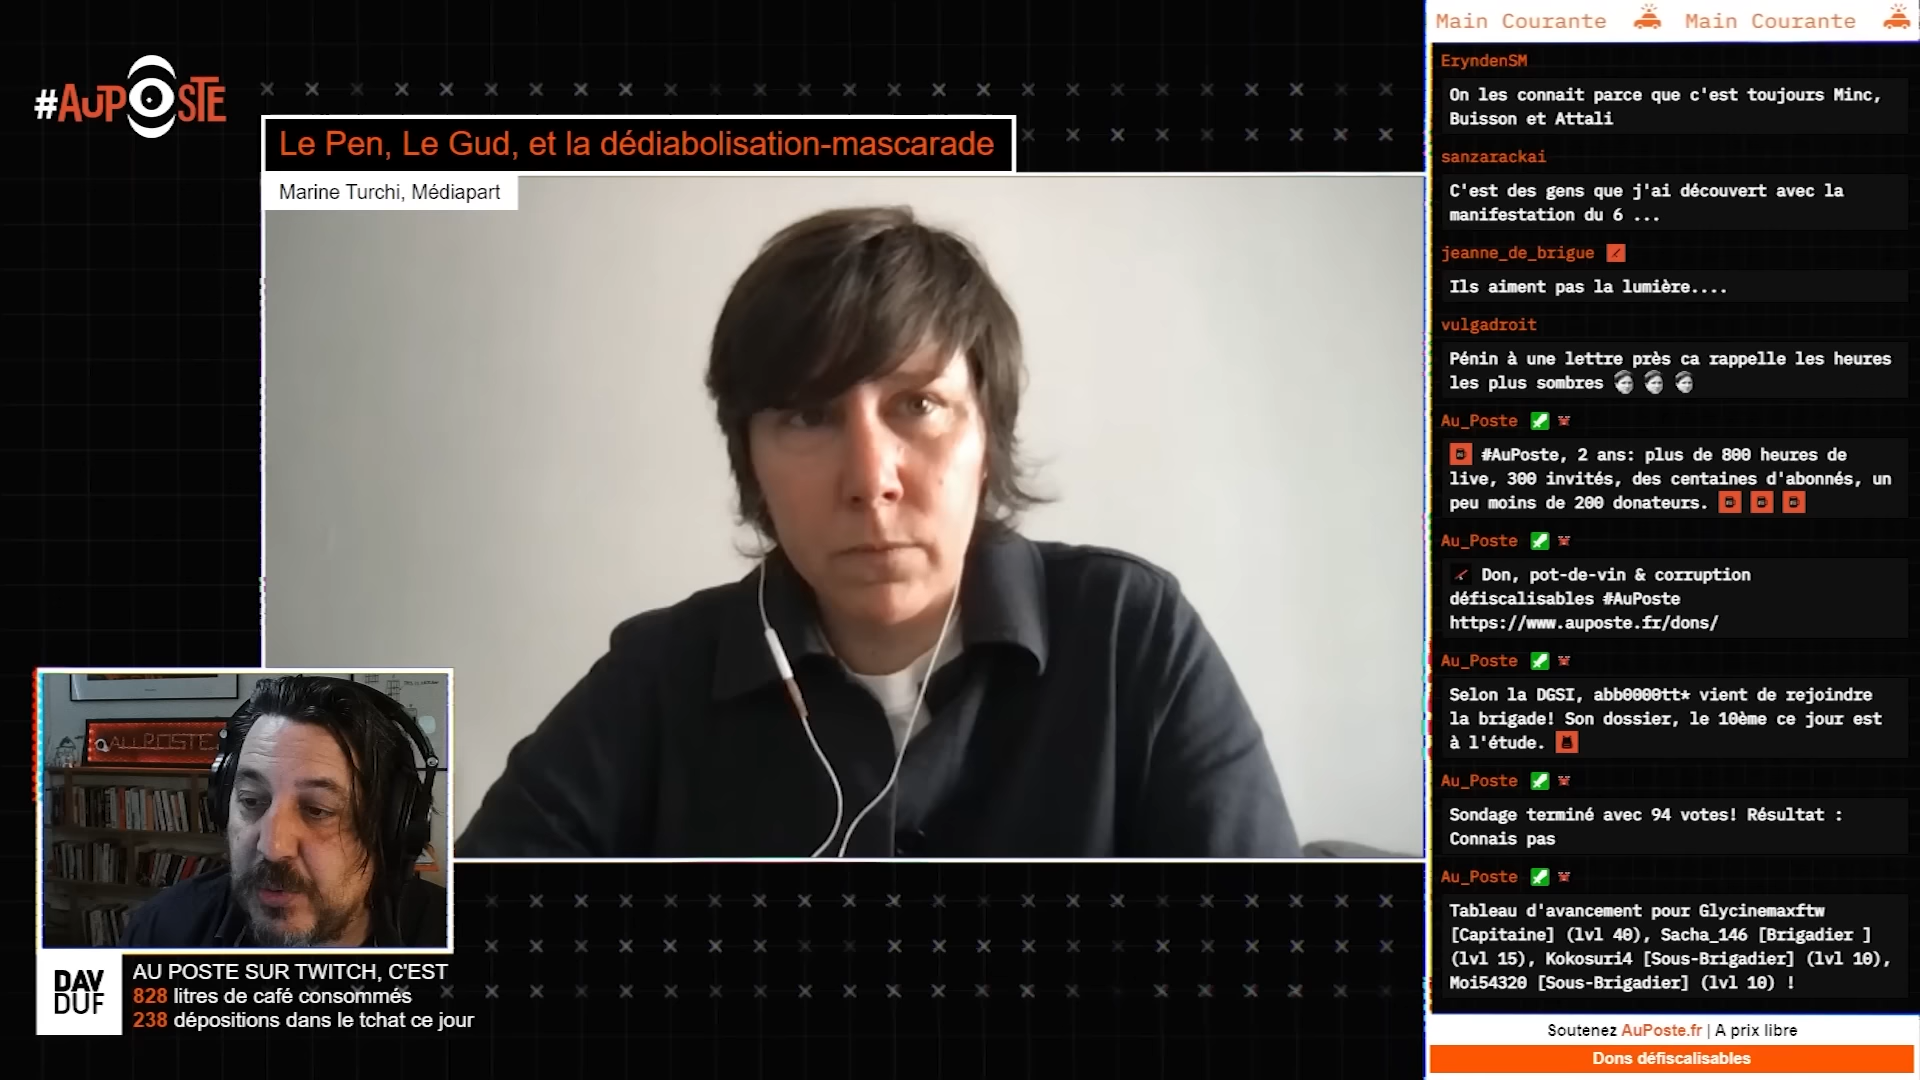 #AUPOSTE
Le Pen, Le Gud, et la dédiabolisation-mascarade
Marine Turchi, Médiapart
AU POSTE
DAV
DUF
AU POSTE SUR TWITCH, C'EST
828 litres de café consommés
238 dépositions dans le tchat ce jour
Main Courante Main Courante
EryndenSM
On les connait parce que c'est toujours Minc,
Buisson et Attali
sanzarackai
C'est des gens que j'ai découvert avec la
manifestation du 6 ...
jeanne_de_brigue
Ils aiment pas la lumière....
vulgadroit
Pénin à une lettre près ca rappelle les heures
les plus sombres
Au_Poste
#AuPoste, 2 ans: plus de 800 heures de
live, 300 invités, des centaines d'abonnés, un
peu moins de 200 donateurs.
Au_Poste
Don, pot-de-vin & corruption
défiscalisables #AuPoste
https://www.auposte.fr/dons/
Au_Poste
Selon la DGSI, abb0000tt★ vient de rejoindre
la brigade! Son dossier, le 10ème ce jour est
à l'étude.
Au_Poste
Sondage terminé avec 94 votes! Résultat :
Connais pas
Au_Poste
Tableau d'avancement pour Glycinemaxftw
[Capitaine] (lvl 40), Sacha_146 [Brigadier ]
(lvl 15), Kokosuri4 [Sous-Brigadier] (lvl 10),
Moi54320 [Sous-Brigadier] (lvl 10) !
Soutenez AuPoste.fr | A prix libre
Dons défiscalisables